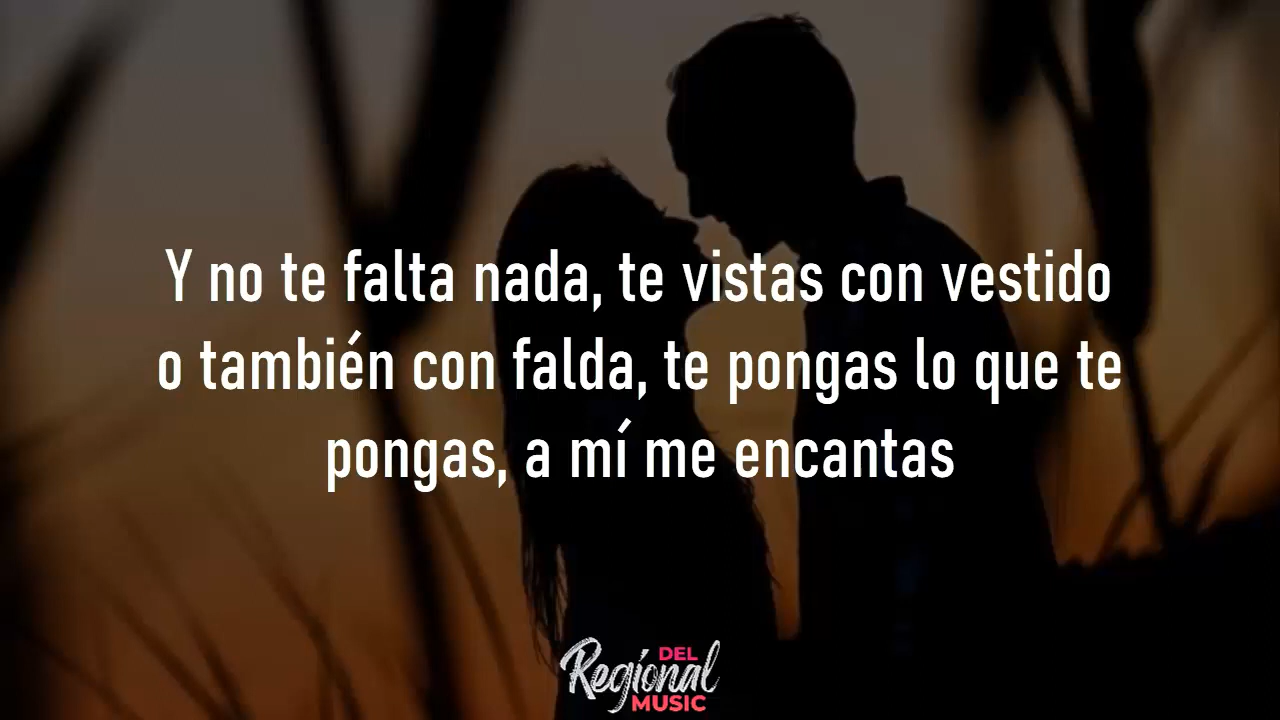 Y no te falta nada, te vistas con vestido
o también con falda, te pongas lo que te
pongas, a mí me encantas
DEL
Regional
MUSIC